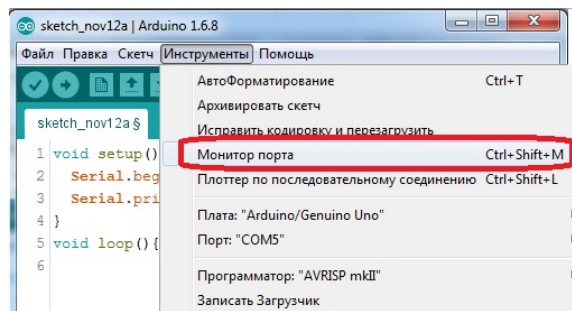 sketch_nov12a | Arduino 1.6.8
Файл Правка Скетч Инструменты Помощь
sketch_nov12a §
1 void setup()
2 Serial.beg
3 Serial.pri
4 }
5 void loop(){
6
АвтоФорматирование Ctrl+T
Архивировать скетч
Исправить кодировку и перезагрузить
Монитор порта Ctrl+Shift+M
Плоттер по последовательному соединению Ctrl+Shift+L
Плата: "Arduino/Genuino Uno"
Порт: "COM5"
Программатор: "AVRISP mkII"
Записать Загрузчик